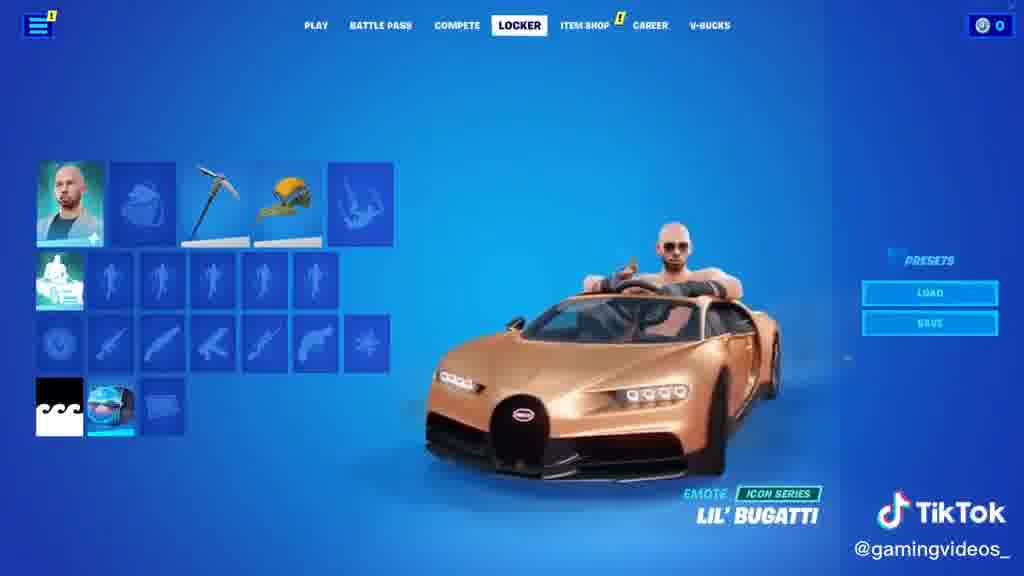 PLAY BATTLE PASS COMPETE LOCKER ITEM SHOP ! CAREER V-BUCKS 0
PRESETS
LOAD
SAVE
EMOTE ICON SERIES
LIL' BUGATTI
TikTok
@gamingvideos_